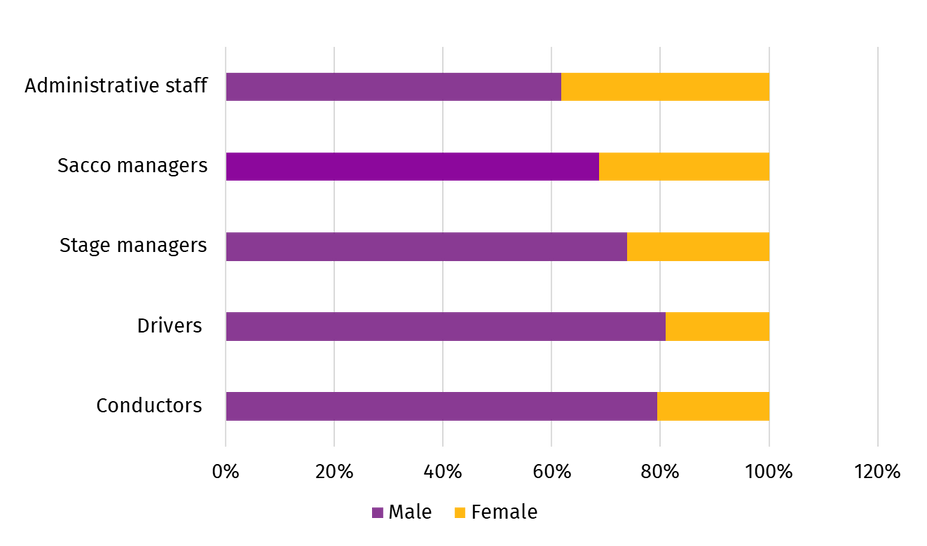 Administrative staff
Sacco managers
Stage managers
Drivers
Conductors
0% 20% 40% 60% 80% 100% 120%
Male Female